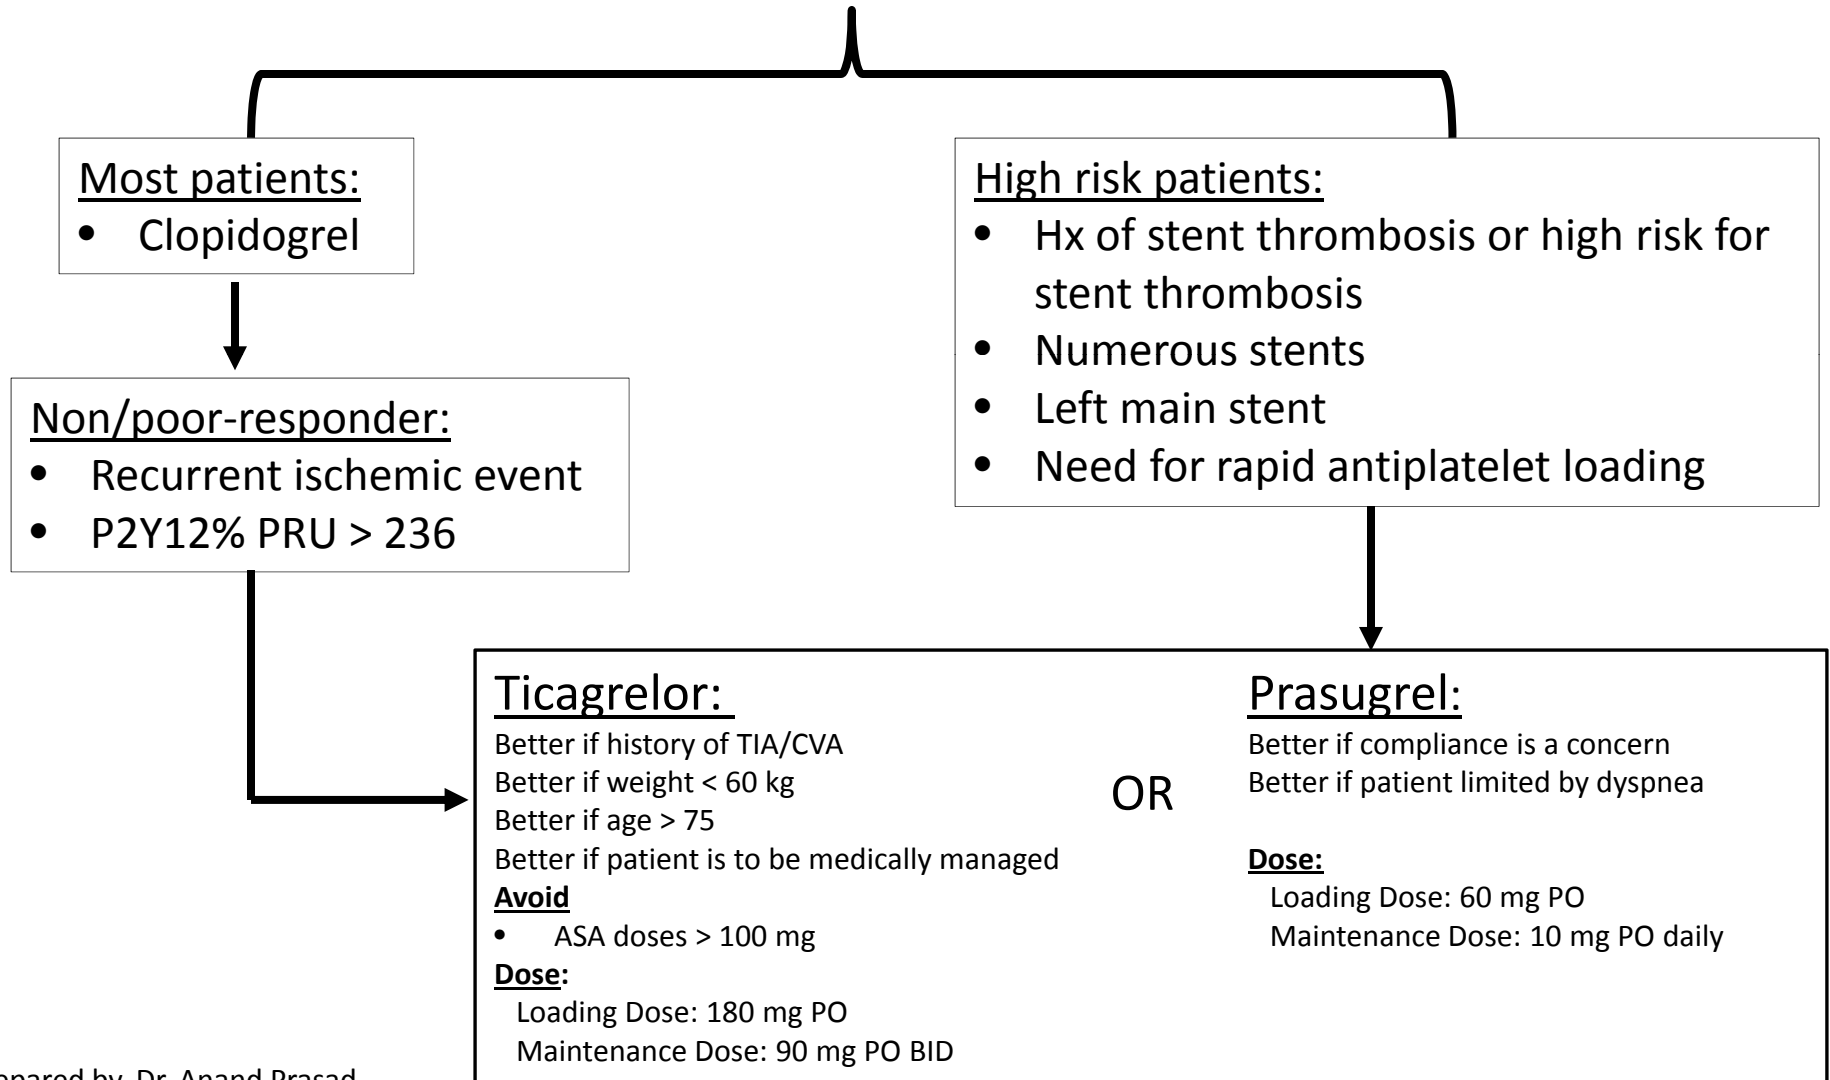 Most patients:
• Clopidogrel
High risk patients:
• Hx of stent thrombosis or high risk for
stent thrombosis
• Numerous stents
• Left main stent
• Need for rapid antiplatelet loading
Non/poor-responder:
• Recurrent ischemic event
• P2Y12% PRU > 236
Ticagrelor:
Better if history of TIA/CVA
Better if weight < 60 kg
Better if age > 75
Better if patient is to be medically managed
Avoid
• ASA doses > 100 mg
Dose:
Loading Dose: 180 mg PO
Maintenance Dose: 90 mg PO BID
OR
Prasugrel:
Better if compliance is a concern
Better if patient limited by dyspnea
Dose:
Loading Dose: 60 mg PO
Maintenance Dose: 10 mg PO daily
by Dr. Anand Prasad